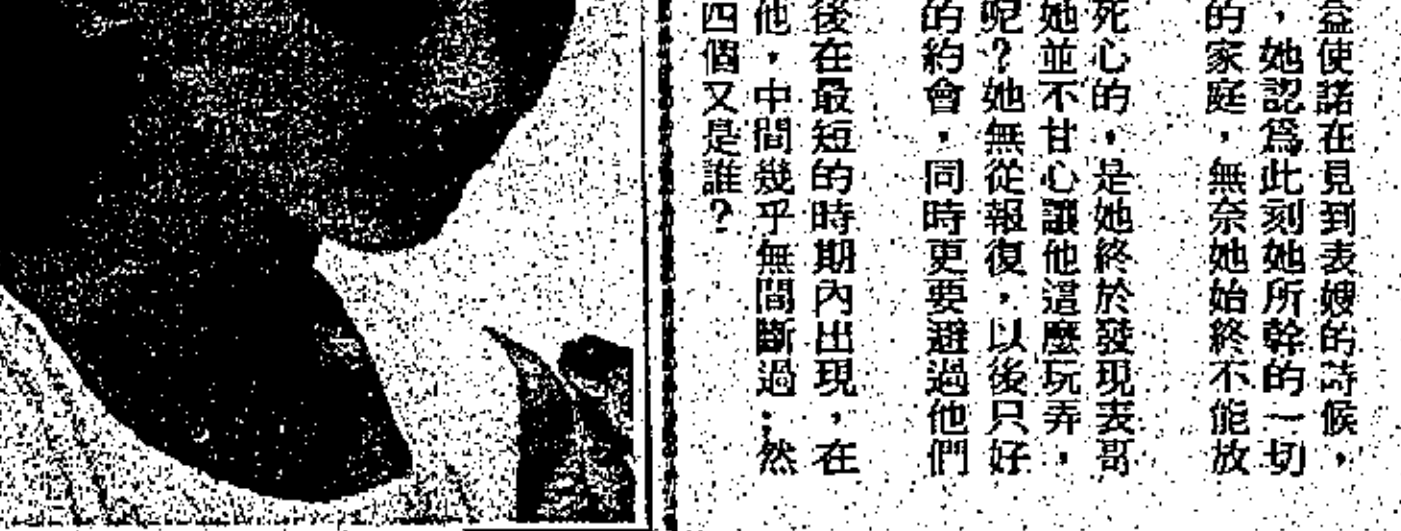 益使諾在見到表嫂的時候，
，她認爲此刻她所幹的一切
的家庭，無奈她始終不能放
死心的，是她終於發現表哥
她並不甘心讓他這麼玩弄，
呢？她無從報復，以後只好
的約會，同時更要避過他們
後在最短的時期內出現，在
他，中間幾乎無間斷過；然
四個又是誰？